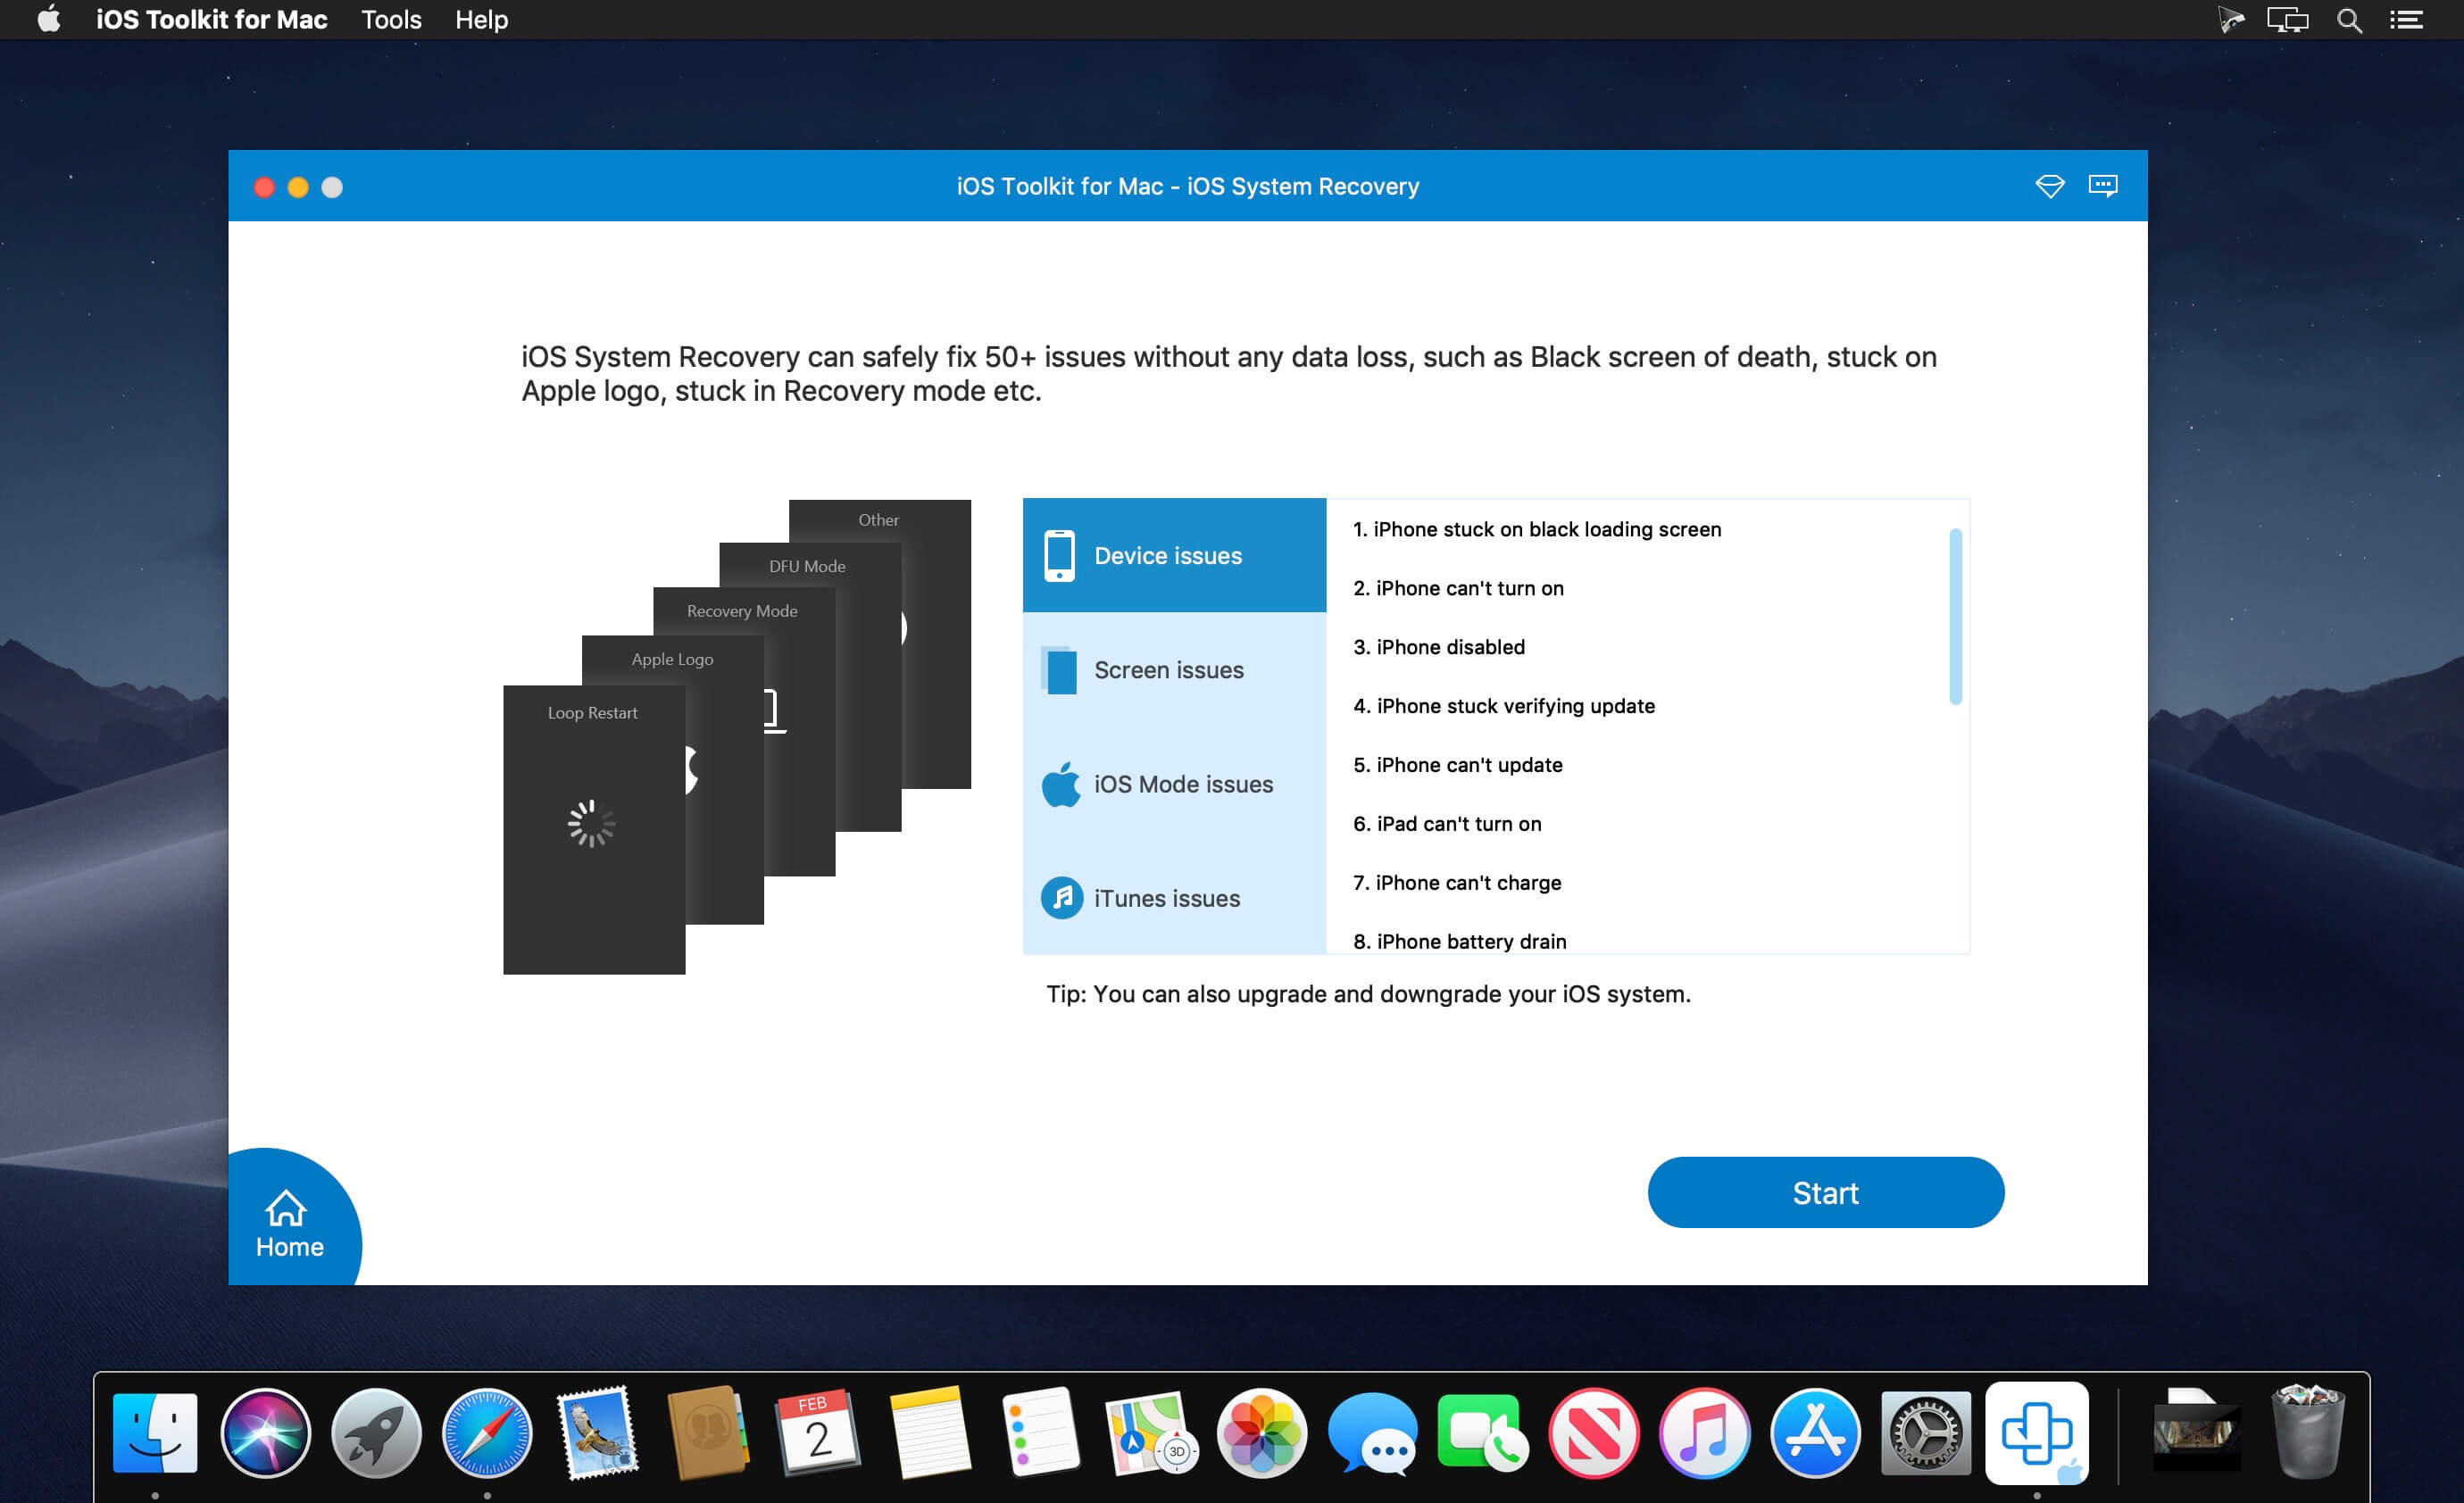 iOS Toolkit for Mac Tools Help
iOS Toolkit for Mac - iOS System Recovery
iOS System Recovery can safely fix 50+ issues without any data loss, such as Black screen of death, stuck on
Apple logo, stuck in Recovery mode etc.
Other
DFU Mode
Recovery Mode
Apple Logo
Loop Restart
Device issues
Screen issues
iOS Mode issues
iTunes issues
1. iPhone stuck on black loading screen
2. iPhone can't turn on
3. iPhone disabled
4. iPhone stuck verifying update
5. iPhone can't update
6. iPad can't turn on
7. iPhone can't charge
8. iPhone battery drain
Tip: You can also upgrade and downgrade your iOS system.
Home
Start
FEB
2
3D